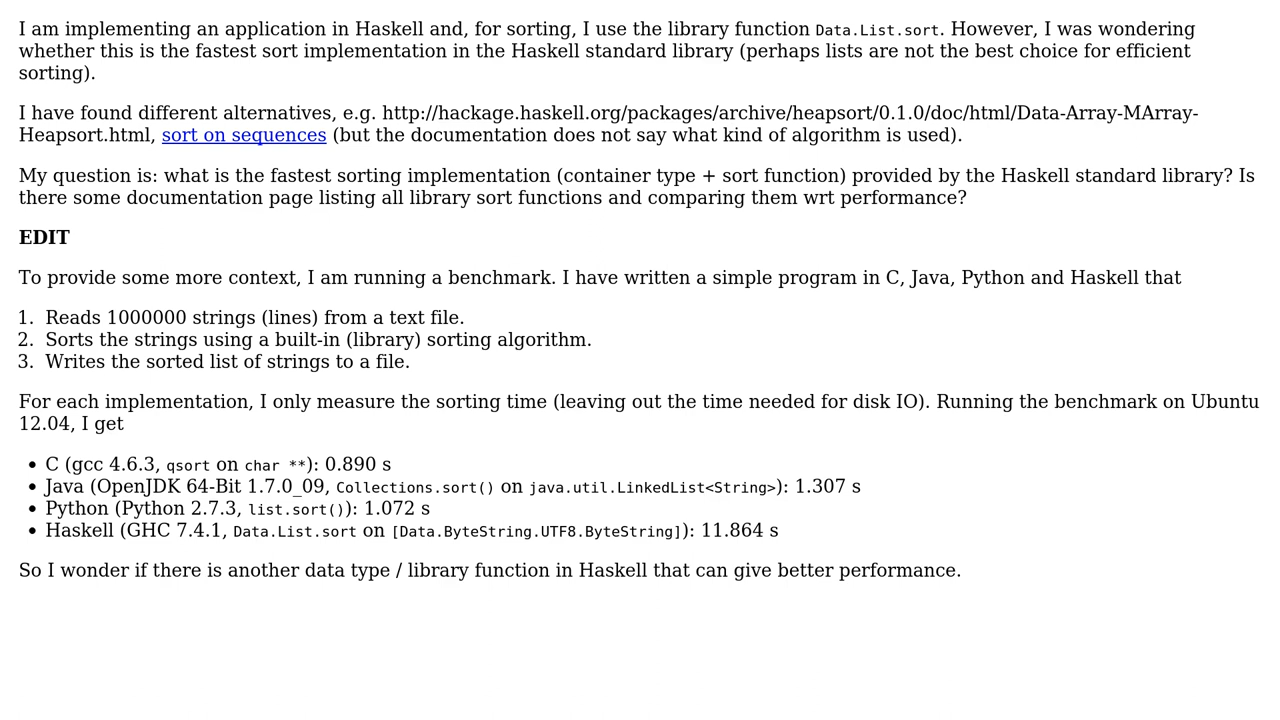 I am implementing an application in Haskell and, for sorting, I use the library function Data.List.sort. However, I was wondering
whether this is the fastest sort implementation in the Haskell standard library (perhaps lists are not the best choice for efficient
sorting).
I have found different alternatives, e.g. http://hackage.haskell.org/packages/archive/heapsort/0.1.0/doc/html/Data-Array-MArray-
Heapsort.html, sort on sequences (but the documentation does not say what kind of algorithm is used).
My question is: what is the fastest sorting implementation (container type + sort function) provided by the Haskell standard library? Is
there some documentation page listing all library sort functions and comparing them wrt performance?
EDIT
To provide some more context, I am running a benchmark. I have written a simple program in C, Java, Python and Haskell that
1. Reads 1000000 strings (lines) from a text file.
2. Sorts the strings using a built-in (library) sorting algorithm.
3. Writes the sorted list of strings to a file.
For each implementation, I only measure the sorting time (leaving out the time needed for disk IO). Running the benchmark on Ubuntu
12.04, I get
• C (gcc 4.6.3, qsort on char **): 0.890 s
• Java (OpenJDK 64-Bit 1.7.0_09, Collections.sort() on java.util.LinkedList<String>): 1.307 s
• Python (Python 2.7.3, list.sort()): 1.072 s
• Haskell (GHC 7.4.1, Data.List.sort on [Data.ByteString.UTF8.ByteString]): 11.864 s
So I wonder if there is another data type / library function in Haskell that can give better performance.